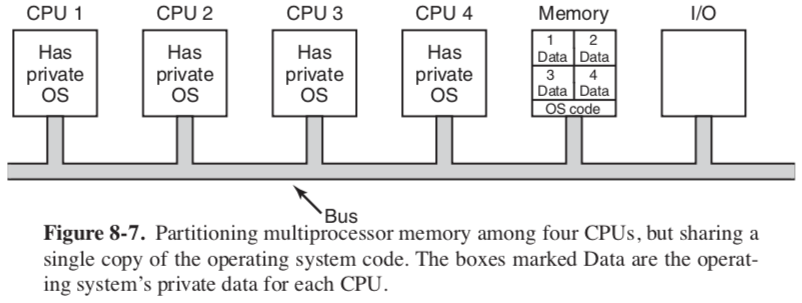 CPU 1 CPU 2 CPU 3 CPU 4 Memory I/O
Has Has Has Has 1 2
private private private private Data Data
OS OS OS OS 3 4
Data Data
OS code
Bus
Figure 8-7. Partitioning multiprocessor memory among four CPUs, but sharing a
single copy of the operating system code. The boxes marked Data are the operat-
ing system’s private data for each CPU.